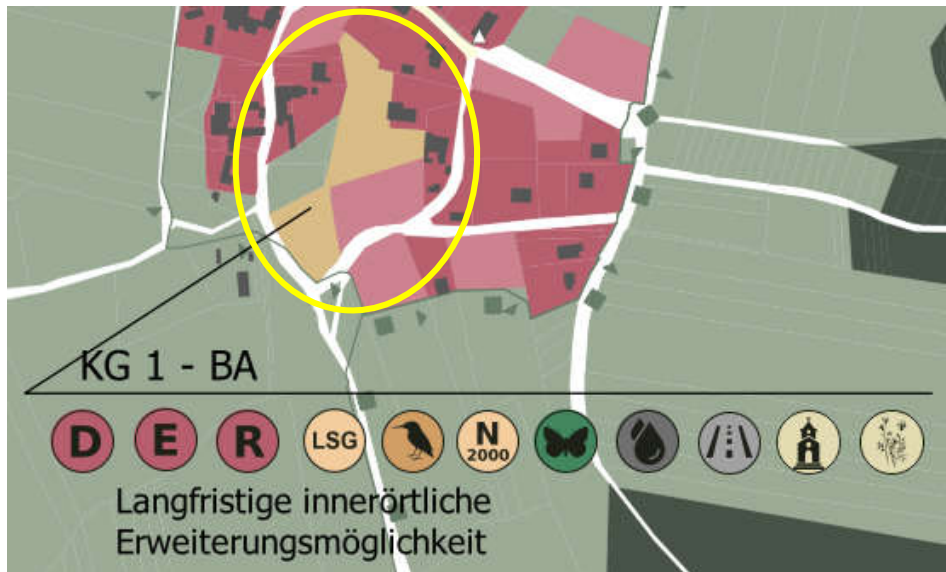 KG 1 - BA
D E R LSG N 2000
Langfristige innerörtliche
Erweiterungsmöglichkeit